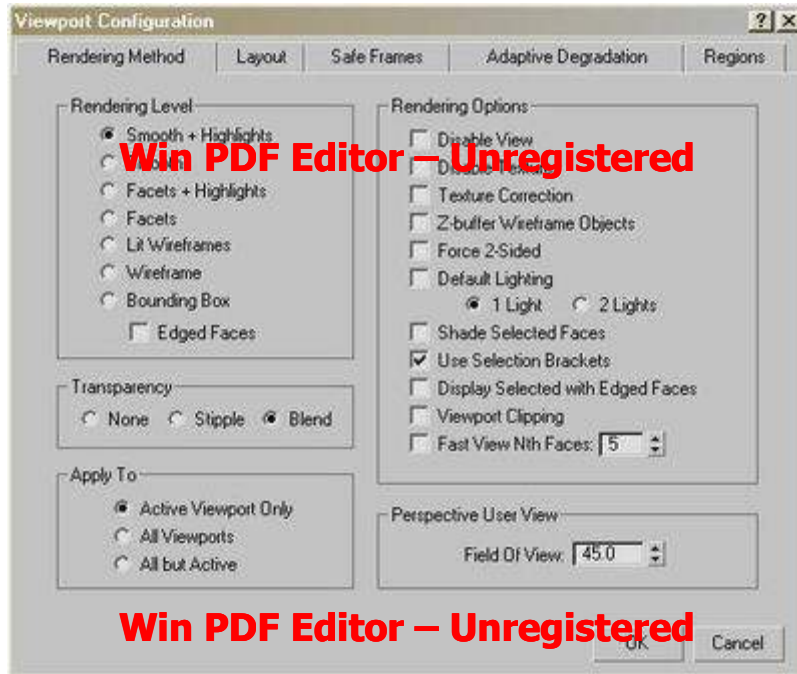 Viewport Configuration
Rendering Method Layout Safe Frames Adaptive Degradation Regions
Rendering Level
Smooth + Highlights
Facets + Highlights
Facets
Lit Wireframes
Wireframe
Bounding Box
Edged Faces
Transparency
None Stipple Blend
Apply To
Active Viewport Only
All Viewports
All but Active
Rendering Options
Disable View
Texture Correction
Z-buffer Wireframe Objects
Force 2-Sided
Default Lighting
1 Light 2 Lights
Shade Selected Faces
Use Selection Brackets
Display Selected with Edged Faces
Viewport Clipping
Fast View Nth Faces: 5
Perspective User View
Field Of View: 45.0
OK Cancel
Win PDF Editor – Unregistered
Win PDF Editor – Unregistered